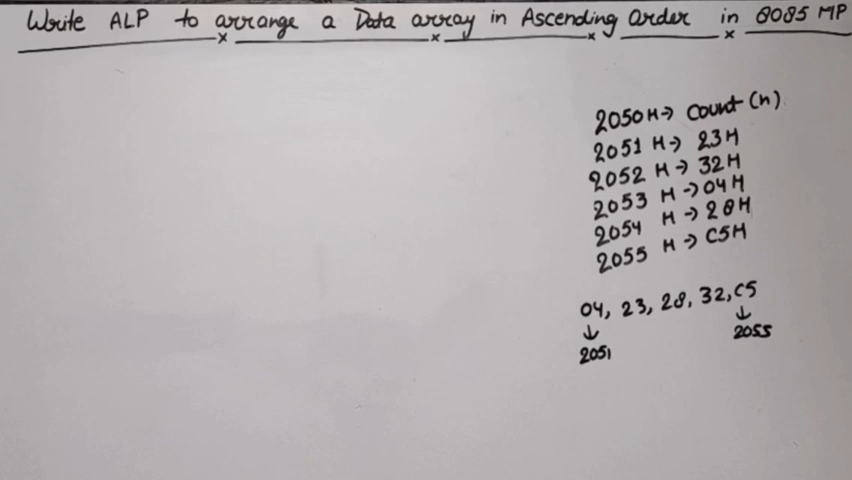 Write ALP to arrange a Data array in Ascending Order in 8085 MP
2050 H→ Count (n)
2051 H→ 23H
2052 H→ 32H
2053 H→ 04H
2054 H→ 28H
2055 H→ C5H
04, 23, 28, 32, C5
↓ ↓
2051 2055